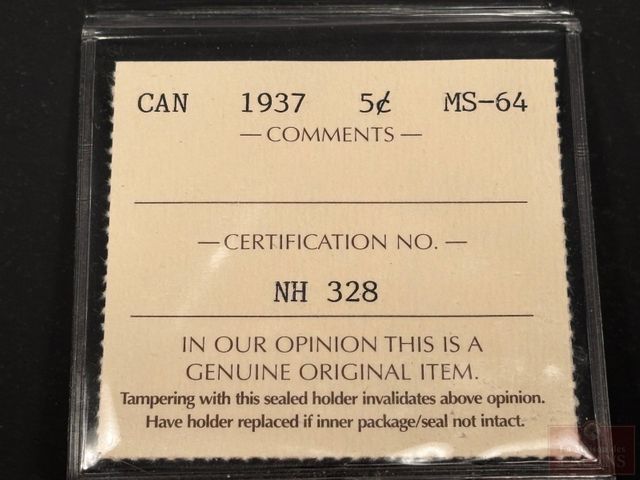 CAN 1937 5¢ MS-64
— COMMENTS —
— CERTIFICATION NO. —
NH 328
IN OUR OPINION THIS IS A
GENUINE ORIGINAL ITEM.
Tampering with this sealed holder invalidates above opinion.
Have holder replaced if inner package/seal not intact.